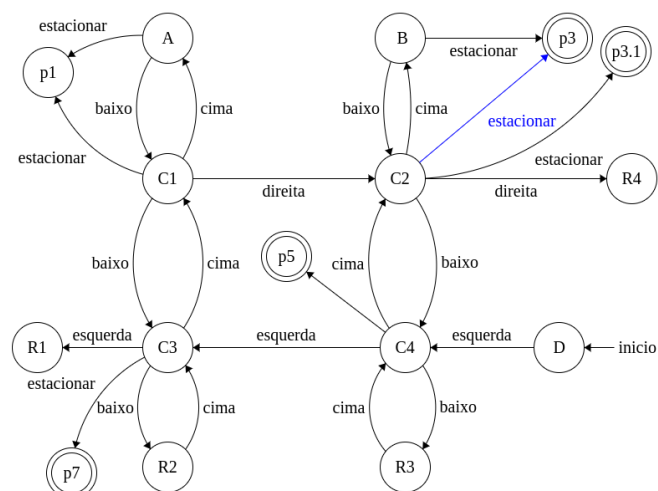 estacionar
A
B
p3
p3.1
p1
estacionar
baixo
cima
baixo
cima
estacionar
estacionar
estacionar
C1
direita
C2
direita
R4
baixo
cima
p5
cima
baixo
R1
esquerda
C3
esquerda
C4
esquerda
D
inicio
estacionar
baixo
cima
cima
baixo
p7
R2
R3